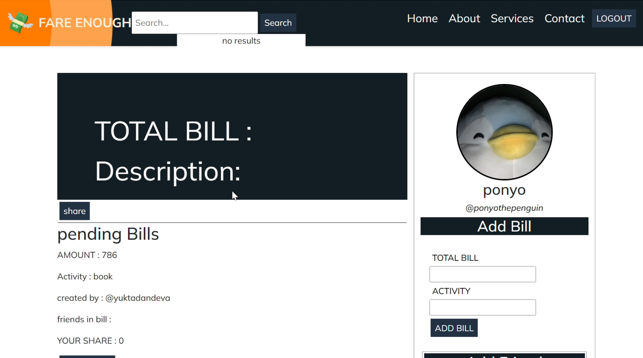 FARE ENOUGH
Search...
Search
Home About Services Contact LOGOUT
no results
TOTAL BILL :
Description:
share
pending Bills
AMOUNT : 786
Activity : book
created by : @yuktadandeva
friends in bill :
YOUR SHARE : 0
ponyo
@ponyothepenguin
Add Bill
TOTAL BILL
ACTIVITY
ADD BILL